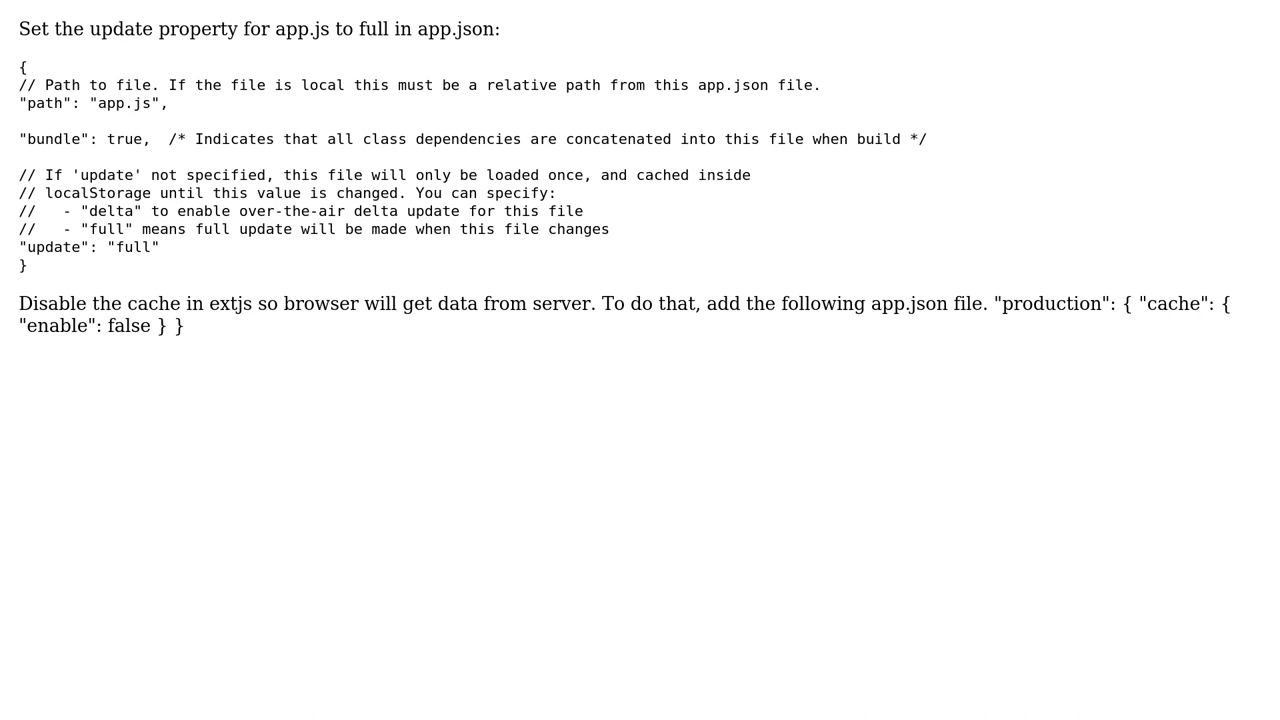 Set the update property for app.js to full in app.json:
{
// Path to file. If the file is local this must be a relative path from this app.json file.
"path": "app.js",
"bundle": true,  /* Indicates that all class dependencies are concatenated into this file when build */
// If 'update' not specified, this file will only be loaded once, and cached inside
// localStorage until this value is changed. You can specify:
//   - "delta" to enable over-the-air delta update for this file
//   - "full" means full update will be made when this file changes
"update": "full"
}
Disable the cache in extjs so browser will get data from server. To do that, add the following app.json file. "production": { "cache": {
"enable": false } }